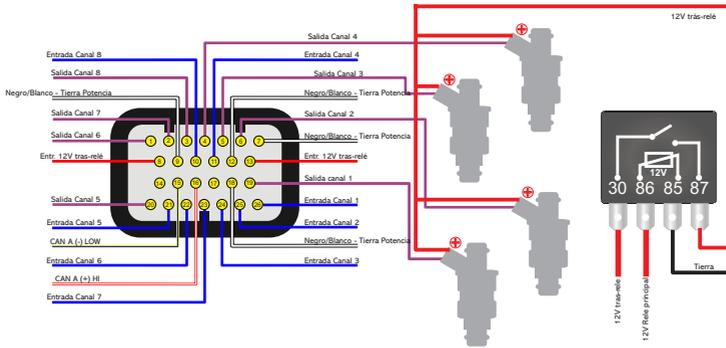 12V trás-relé
Salida Canal 4
Entrada Canal 8
Entrada Canal 4
Salida Canal 8
Salida Canal 3
Negro/Blanco - Tierra Potencia
Negro/Blanco - Tierra Potencia
Salida Canal 7
Salida Canal 2
Salida Canal 6
Negro/Blanco - Tierra Potencia
1 2 3 4 5 6 7
Entr. 12V trás-relé
Entr. 12V trás-relé
8 9 10 11 12 13
Salida canal 1
14 15 16 17 18 19
Salida Canal 5
Entrada Canal 1
20 21 22 23 24 25 26
Entrada Canal 5
Entrada Canal 2
CAN A (-) LOW
Negro/Blanco - Tierra Potencia
Entrada Canal 6
Entrada Canal 3
CAN A (+) HI
Entrada Canal 7
12V
30 86 85 87
Tierra
12V tras-rele
12V Rele principal